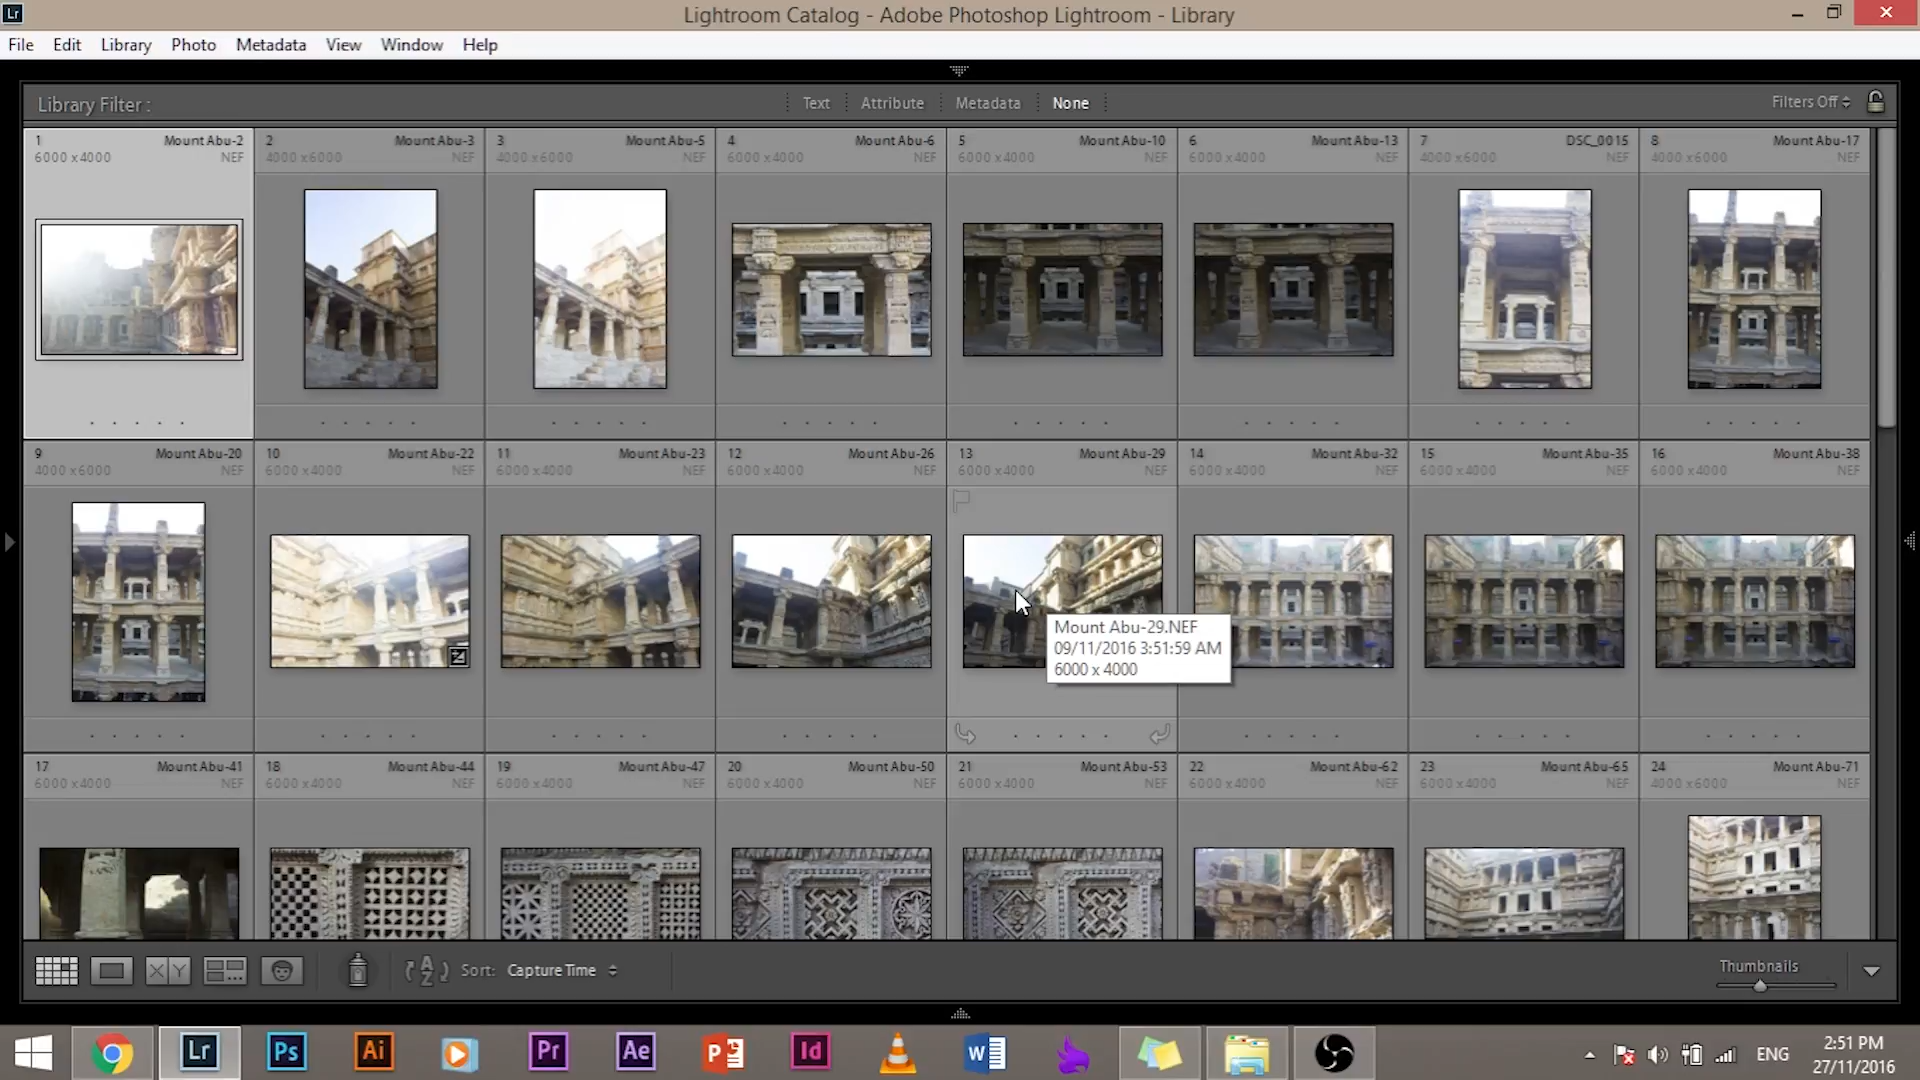 Lr Lightroom Catalog - Adobe Photoshop Lightroom - Library
File Edit Library Photo Metadata View Window Help
Library Filter : Text Attribute Metadata None Filters Off
1 Mount Abu-2 2 Mount Abu-3 3 Mount Abu-5 4 Mount Abu-6 5 Mount Abu-10 6 Mount Abu-13 7 DSC_0015 8 Mount Abu-17
6000 x 4000 NEF 4000 x 6000 NEF 4000 x 6000 NEF 6000 x 4000 NEF 6000 x 4000 NEF 6000 x 4000 NEF 4000 x 6000 NEF 4000 x 6000 NEF
9 Mount Abu-20 10 Mount Abu-22 11 Mount Abu-23 12 Mount Abu-26 13 Mount Abu-29 14 Mount Abu-32 15 Mount Abu-35 16 Mount Abu-38
4000 x 6000 NEF 6000 x 4000 NEF 6000 x 4000 NEF 6000 x 4000 NEF 6000 x 4000 NEF 6000 x 4000 NEF 6000 x 4000 NEF 6000 x 4000 NEF
Mount Abu-29.NEF
09/11/2016 3:51:59 AM
6000 x 4000
17 Mount Abu-41 18 Mount Abu-44 19 Mount Abu-47 20 Mount Abu-50 21 Mount Abu-53 22 Mount Abu-62 23 Mount Abu-65 24 Mount Abu-71
6000 x 4000 NEF 6000 x 4000 NEF 6000 x 4000 NEF 6000 x 4000 NEF 6000 x 4000 NEF 6000 x 4000 NEF 6000 x 4000 NEF 4000 x 6000 NEF
X Y A Z Sort: Capture Time Thumbnails
Lr Ps Ai Pr Ae P Id W ENG 2:51 PM
27/11/2016